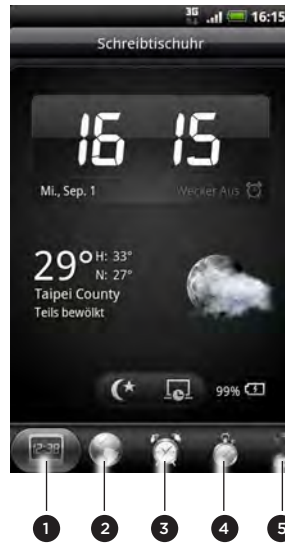 3G 16:15
Schreibtischuhr
16 15
Mi., Sep. 1 Wecker Aus
29° H: 33°
N: 27°
Taipei County
Teils bewölkt
99%
12:38
1 2 3 4 5